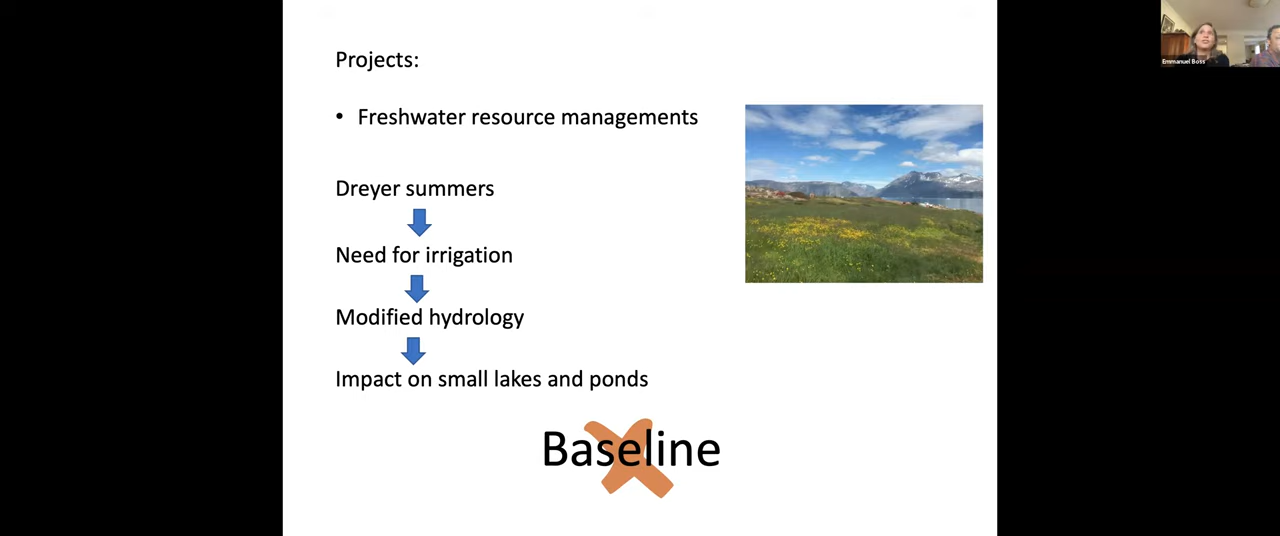 Projects:
• Freshwater resource managements
Dreyer summers
Need for irrigation
Modified hydrology
Impact on small lakes and ponds
Baseline
Emmanuel Boss